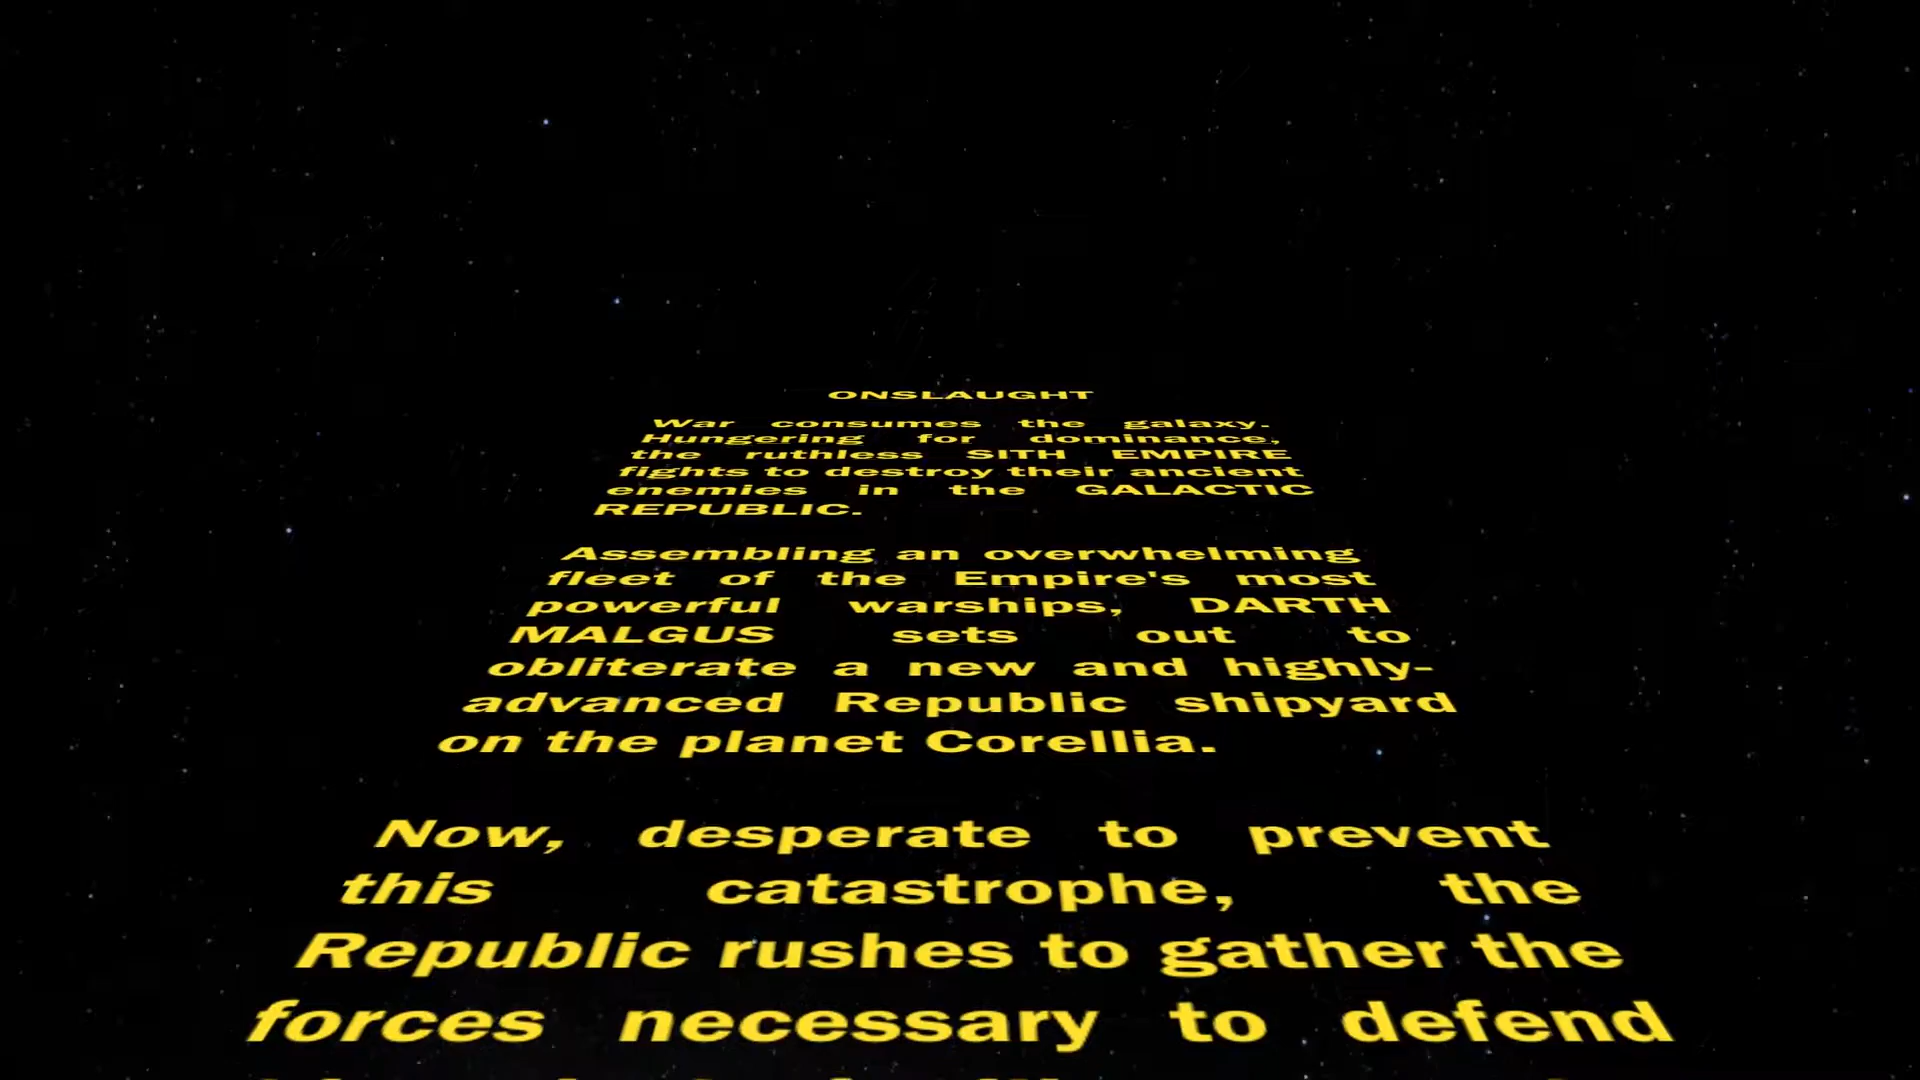 ONSLAUGHT
War consumes the galaxy.
Hungering for dominance,
the ruthless SITH EMPIRE
fights to destroy their ancient
enemies in the GALACTIC
REPUBLIC.
Assembling an overwhelming
fleet of the Empire's most
powerful warships, DARTH
MALGUS sets out to
obliterate a new and highly-
advanced Republic shipyard
on the planet Corellia.
Now, desperate to prevent
this catastrophe, the
Republic rushes to gather the
forces necessary to defend